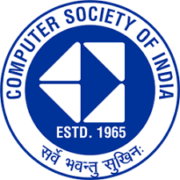 COMPUTER SOCIETY OF INDIA
ESTD. 1965
सर्वे भवन्तु सुखिनः